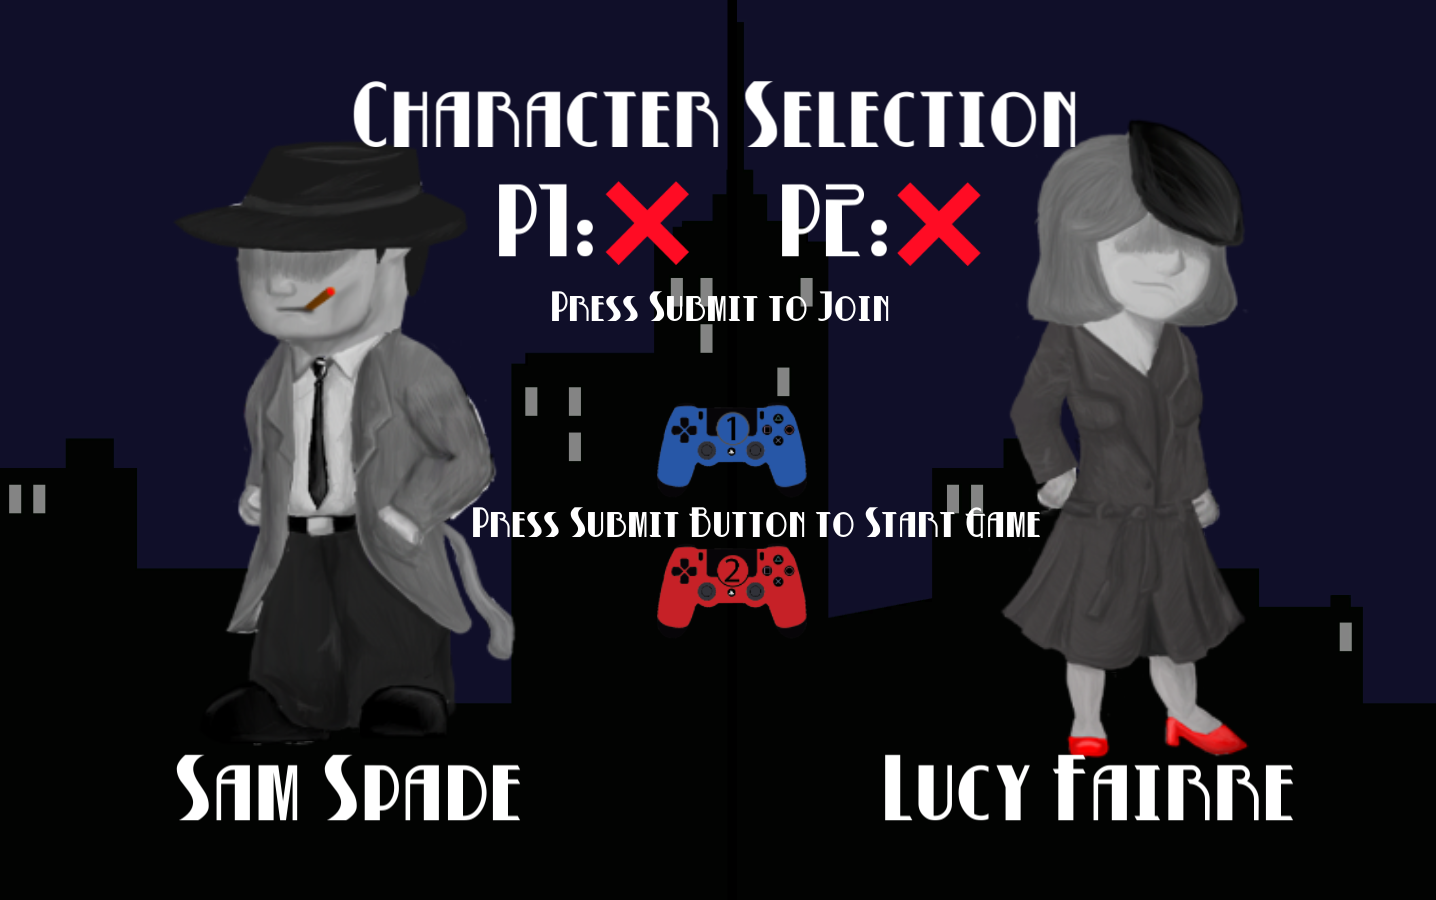 Character Selection
P1:❌ P2:❌
Press Submit to Join
1
Press Submit Button to Start Game
2
Sam Spade Lucy Fairre